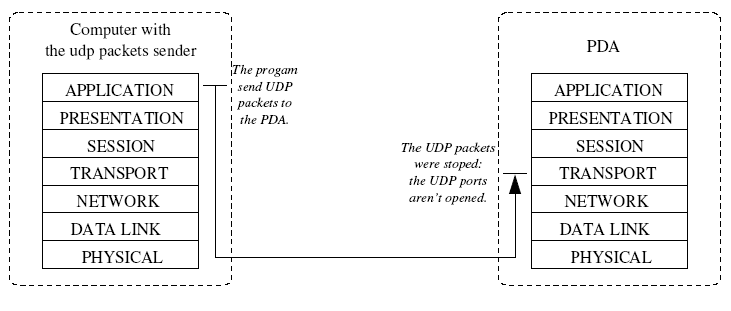 Computer with
the udp packets sender
APPLICATION
PRESENTATION
SESSION
TRANSPORT
NETWORK
DATA LINK
PHYSICAL
The progam
send UDP
packets to
the PDA.
The UDP packets
were stoped:
the UDP ports
aren't opened.
PDA
APPLICATION
PRESENTATION
SESSION
TRANSPORT
NETWORK
DATA LINK
PHYSICAL